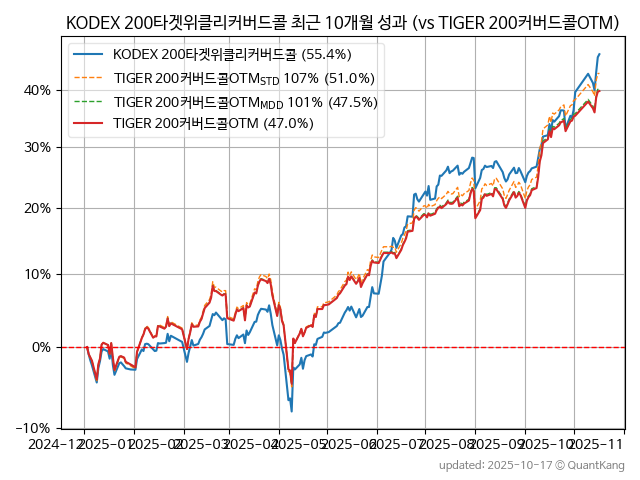 KODEX 200타겟위클리커버드콜 최근 10개월 성과 (vs TIGER 200커버드콜OTM)
KODEX 200타겟위클리커버드콜 (55.4%)
TIGER 200커버드콜OTM_STD 107% (51.0%)
TIGER 200커버드콜OTM_MDD 101% (47.5%)
TIGER 200커버드콜OTM (47.0%)
40%
30%
20%
10%
0%
−10%
2024-12 2025-01 2025-02 2025-03 2025-04 2025-05 2025-06 2025-07 2025-08 2025-09 2025-10 2025-11
updated: 2025-10-17 © QuantKang